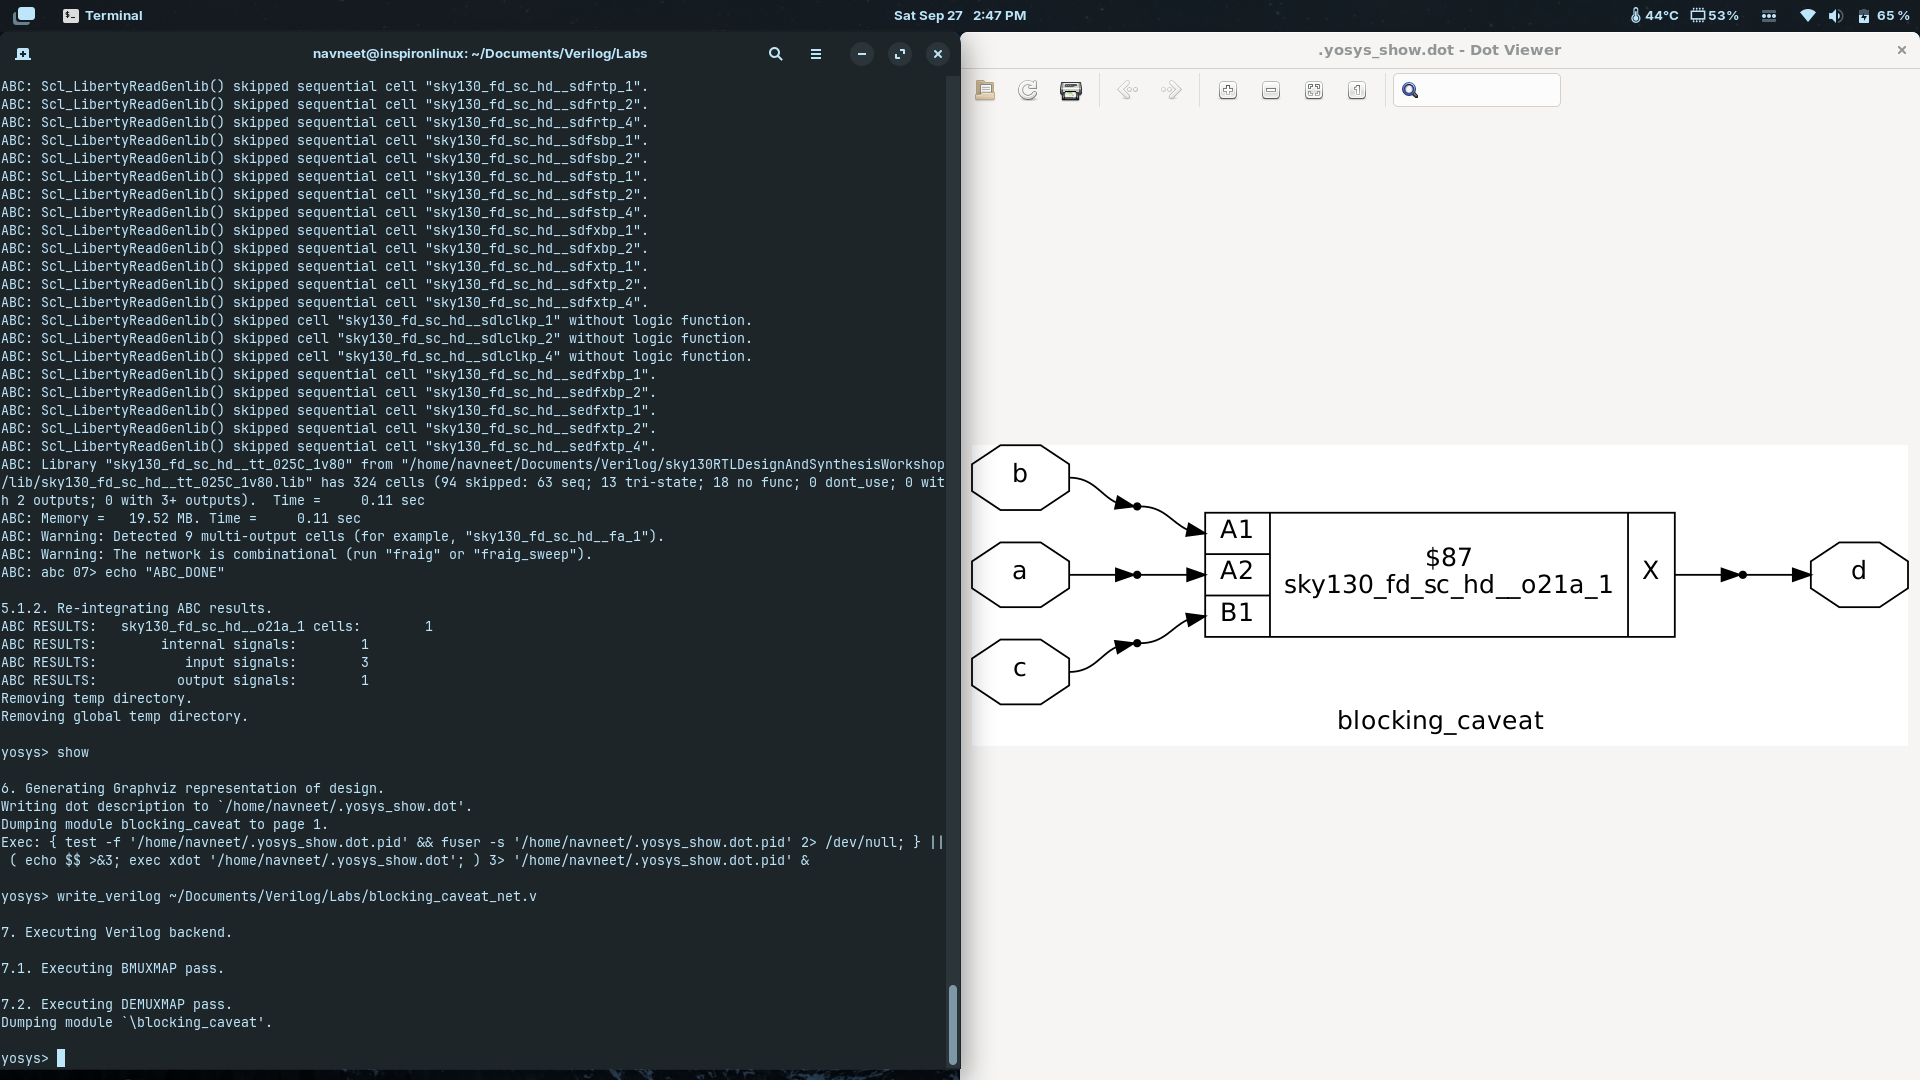 Terminal
Sat Sep 27 2:47 PM
44°C 53% 65 %
navneet@inspironlinux: ~/Documents/Verilog/Labs
ABC: Scl_LibertyReadGenlib() skipped sequential cell "sky130_fd_sc_hd__sdfrtp_1".
ABC: Scl_LibertyReadGenlib() skipped sequential cell "sky130_fd_sc_hd__sdfrtp_2".
ABC: Scl_LibertyReadGenlib() skipped sequential cell "sky130_fd_sc_hd__sdfrtp_4".
ABC: Scl_LibertyReadGenlib() skipped sequential cell "sky130_fd_sc_hd__sdfsbp_1".
ABC: Scl_LibertyReadGenlib() skipped sequential cell "sky130_fd_sc_hd__sdfsbp_2".
ABC: Scl_LibertyReadGenlib() skipped sequential cell "sky130_fd_sc_hd__sdfstp_1".
ABC: Scl_LibertyReadGenlib() skipped sequential cell "sky130_fd_sc_hd__sdfstp_2".
ABC: Scl_LibertyReadGenlib() skipped sequential cell "sky130_fd_sc_hd__sdfstp_4".
ABC: Scl_LibertyReadGenlib() skipped sequential cell "sky130_fd_sc_hd__sdfxbp_1".
ABC: Scl_LibertyReadGenlib() skipped sequential cell "sky130_fd_sc_hd__sdfxbp_2".
ABC: Scl_LibertyReadGenlib() skipped sequential cell "sky130_fd_sc_hd__sdfxtp_1".
ABC: Scl_LibertyReadGenlib() skipped sequential cell "sky130_fd_sc_hd__sdfxtp_2".
ABC: Scl_LibertyReadGenlib() skipped sequential cell "sky130_fd_sc_hd__sdfxtp_4".
ABC: Scl_LibertyReadGenlib() skipped cell "sky130_fd_sc_hd__sdlclkp_1" without logic function.
ABC: Scl_LibertyReadGenlib() skipped cell "sky130_fd_sc_hd__sdlclkp_2" without logic function.
ABC: Scl_LibertyReadGenlib() skipped cell "sky130_fd_sc_hd__sdlclkp_4" without logic function.
ABC: Scl_LibertyReadGenlib() skipped sequential cell "sky130_fd_sc_hd__sedfxbp_1".
ABC: Scl_LibertyReadGenlib() skipped sequential cell "sky130_fd_sc_hd__sedfxbp_2".
ABC: Scl_LibertyReadGenlib() skipped sequential cell "sky130_fd_sc_hd__sedfxtp_1".
ABC: Scl_LibertyReadGenlib() skipped sequential cell "sky130_fd_sc_hd__sedfxtp_2".
ABC: Scl_LibertyReadGenlib() skipped sequential cell "sky130_fd_sc_hd__sedfxtp_4".
ABC: Library "sky130_fd_sc_hd__tt_025C_1v80" from "/home/navneet/Documents/Verilog/sky130RTLDesignAndSynthesisWorkshop
/lib/sky130_fd_sc_hd__tt_025C_1v80.lib" has 324 cells (94 skipped: 63 seq; 13 tri-state; 18 no func; 0 dont_use; 0 wit
h 2 outputs; 0 with 3+ outputs).  Time =     0.11 sec
ABC: Memory =   19.52 MB. Time =     0.11 sec
ABC: Warning: Detected 9 multi-output cells (for example, "sky130_fd_sc_hd__fa_1").
ABC: Warning: The network is combinational (run "fraig" or "fraig_sweep").
ABC: abc 07> echo "ABC_DONE"
5.1.2. Re-integrating ABC results.
ABC RESULTS:   sky130_fd_sc_hd__o21a_1 cells:        1
ABC RESULTS:        internal signals:        1
ABC RESULTS:           input signals:        3
ABC RESULTS:          output signals:        1
Removing temp directory.
Removing global temp directory.
yosys> show
6. Generating Graphviz representation of design.
Writing dot description to `/home/navneet/.yosys_show.dot'.
Dumping module blocking_caveat to page 1.
Exec: { test -f '/home/navneet/.yosys_show.dot.pid' && fuser -s '/home/navneet/.yosys_show.dot.pid' 2> /dev/null; } ||
 ( echo $$ >&3; exec xdot '/home/navneet/.yosys_show.dot'; ) 3> '/home/navneet/.yosys_show.dot.pid' &
yosys> write_verilog ~/Documents/Verilog/Labs/blocking_caveat_net.v
7. Executing Verilog backend.
7.1. Executing BMUXMAP pass.
7.2. Executing DEMUXMAP pass.
Dumping module `\blocking_caveat'.
yosys>
.yosys_show.dot - Dot Viewer
b
a
c
A1
A2
B1
$87
sky130_fd_sc_hd__o21a_1
X
d
blocking_caveat